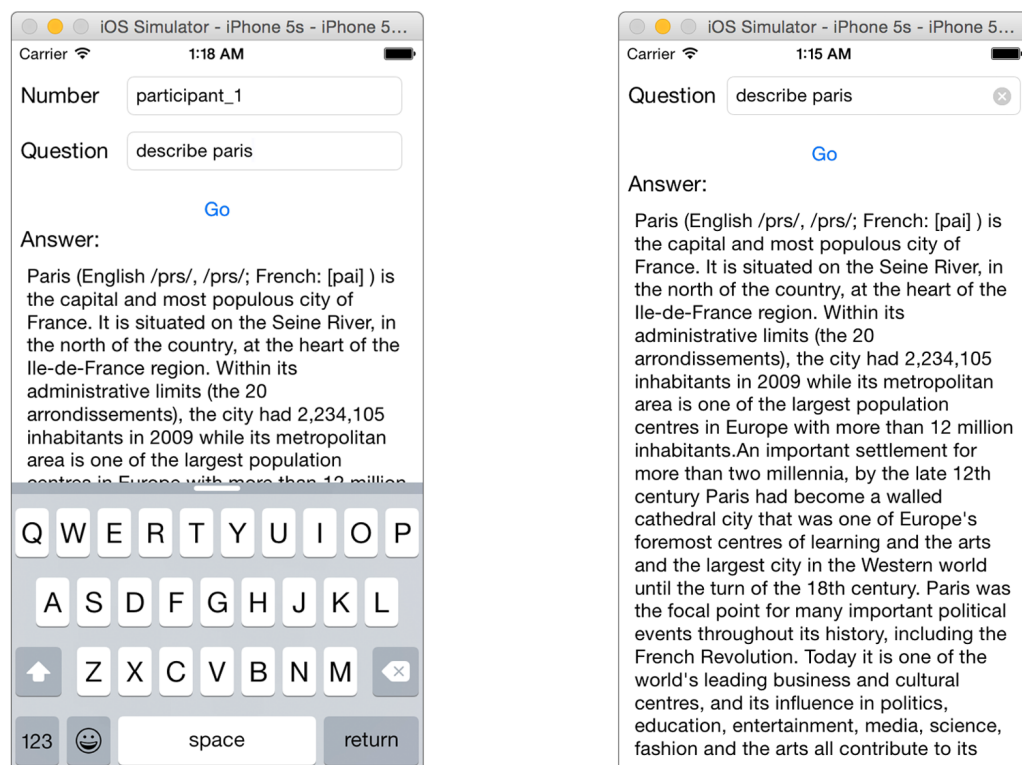 iOS Simulator - iPhone 5s - iPhone 5...
Carrier 1:18 AM
Number participant_1
Question describe paris
Go
Answer:
Paris (English /prs/, /prs/; French: [pai] ) is
the capital and most populous city of
France. It is situated on the Seine River, in
the north of the country, at the heart of the
Ile-de-France region. Within its
administrative limits (the 20
arrondissements), the city had 2,234,105
inhabitants in 2009 while its metropolitan
area is one of the largest population
centres in Europe with more than 12 million
Q W E R T Y U I O P
A S D F G H J K L
Z X C V B N M
123 space return
iOS Simulator - iPhone 5s - iPhone 5...
Carrier 1:15 AM
Question describe paris
Go
Answer:
Paris (English /prs/, /prs/; French: [pai] ) is
the capital and most populous city of
France. It is situated on the Seine River, in
the north of the country, at the heart of the
Ile-de-France region. Within its
administrative limits (the 20
arrondissements), the city had 2,234,105
inhabitants in 2009 while its metropolitan
area is one of the largest population
centres in Europe with more than 12 million
inhabitants.An important settlement for
more than two millennia, by the late 12th
century Paris had become a walled
cathedral city that was one of Europe's
foremost centres of learning and the arts
and the largest city in the Western world
until the turn of the 18th century. Paris was
the focal point for many important political
events throughout its history, including the
French Revolution. Today it is one of the
world's leading business and cultural
centres, and its influence in politics,
education, entertainment, media, science,
fashion and the arts all contribute to its